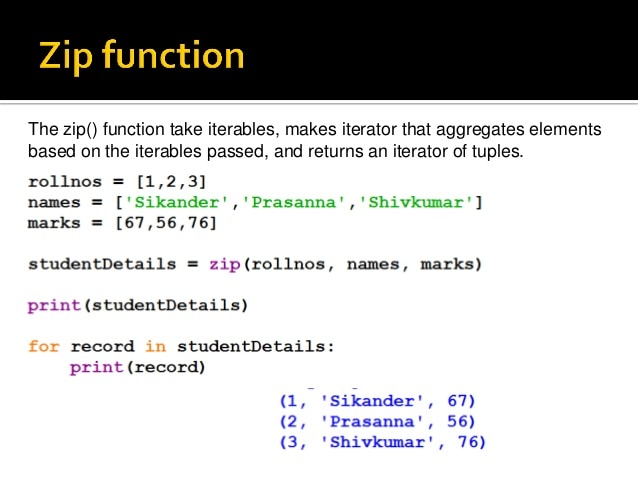 Zip function
The zip() function take iterables, makes iterator that aggregates elements
based on the iterables passed, and returns an iterator of tuples.
rollnos = [1,2,3]
names = ['Sikander','Prasanna','Shivkumar']
marks = [67,56,76]
studentDetails = zip(rollnos, names, marks)
print(studentDetails)
for record in studentDetails:
    print(record)
(1, 'Sikander', 67)
(2, 'Prasanna', 56)
(3, 'Shivkumar', 76)